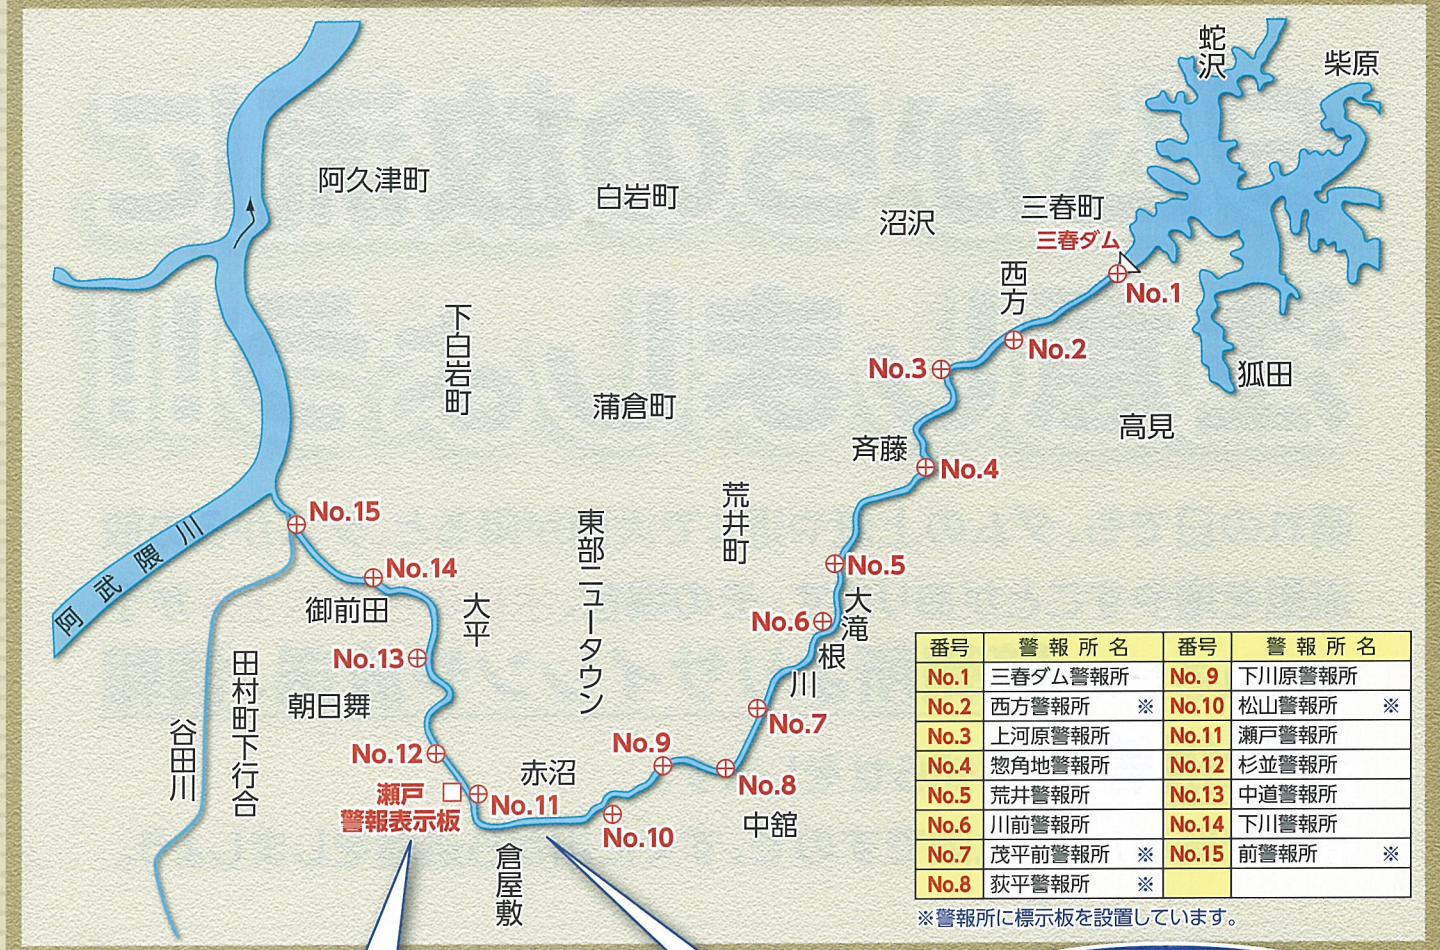 蛇沢
柴原
阿久津町
白岩町
沼沢
三春町
三春ダム
西方
No.1
No.2
No.3
下白岩町
蒲倉町
狐田
高見
斉藤
No.4
荒井町
東部ニュータウン
No.15
阿武隈川
No.14
No.5
大滝根川
No.6
御前田
大平
No.13
朝日舞
田村町下行合
谷田川
No.7
No.12
No.9
赤沼
No.8
瀬戸
警報表示板
No.11
No.10
中舘
倉屋敷
番号 警報所名 番号 警報所名
No.1 三春ダム警報所 No.9 下川原警報所
No.2 西方警報所 ※ No.10 松山警報所 ※
No.3 上河原警報所 No.11 瀬戸警報所
No.4 惣角地警報所 No.12 杉並警報所
No.5 荒井警報所 No.13 中道警報所
No.6 川前警報所 No.14 下川警報所
No.7 茂平前警報所 ※ No.15 前警報所 ※
No.8 荻平警報所 ※
※警報所に標示板を設置しています。